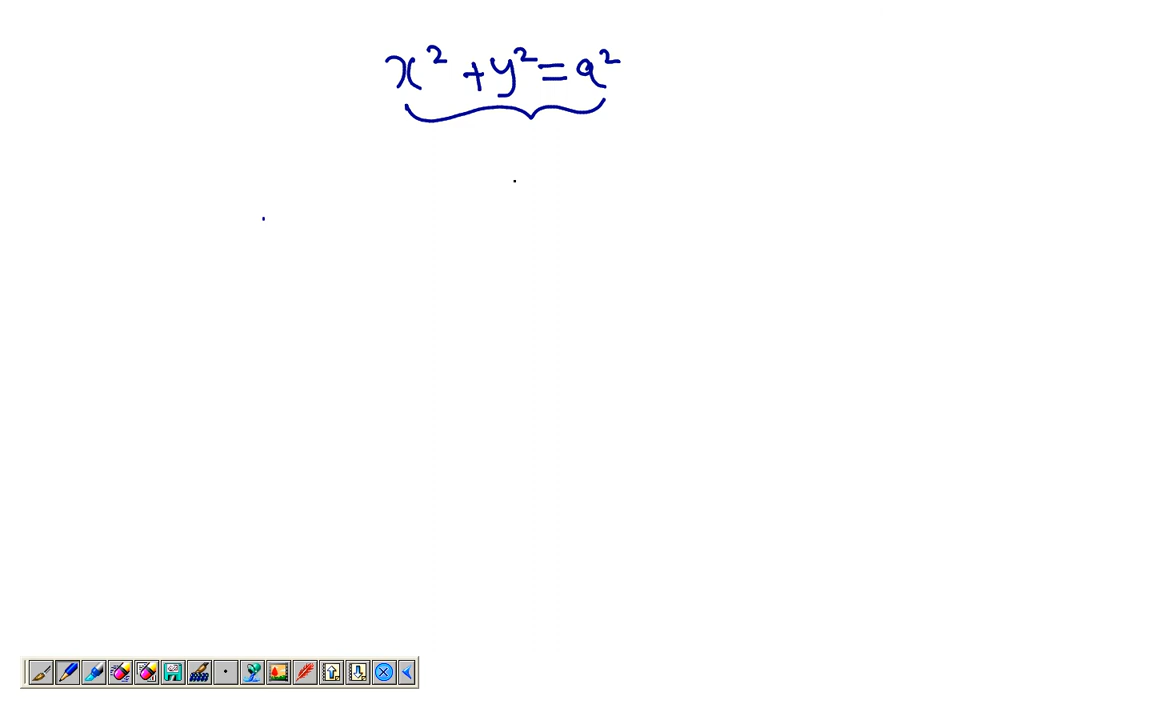 x² + y² = a²